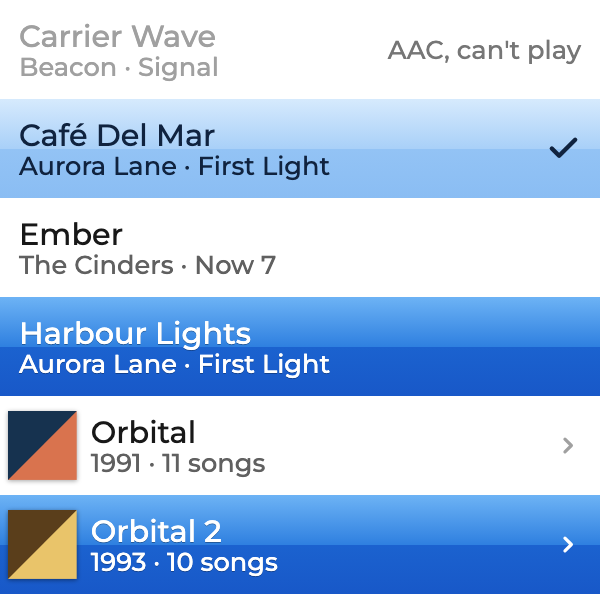 Carrier Wave
Beacon · Signal
AAC, can't play
Café Del Mar
Aurora Lane · First Light
Ember
The Cinders · Now 7
Harbour Lights
Aurora Lane · First Light
Orbital
1991 · 11 songs
Orbital 2
1993 · 10 songs